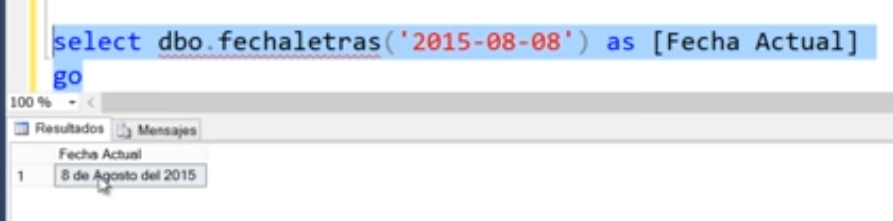 select dbo.fechaletras('2015-08-08') as [Fecha Actual]
go
100 %
Resultados Mensajes
Fecha Actual
1 8 de Agosto del 2015